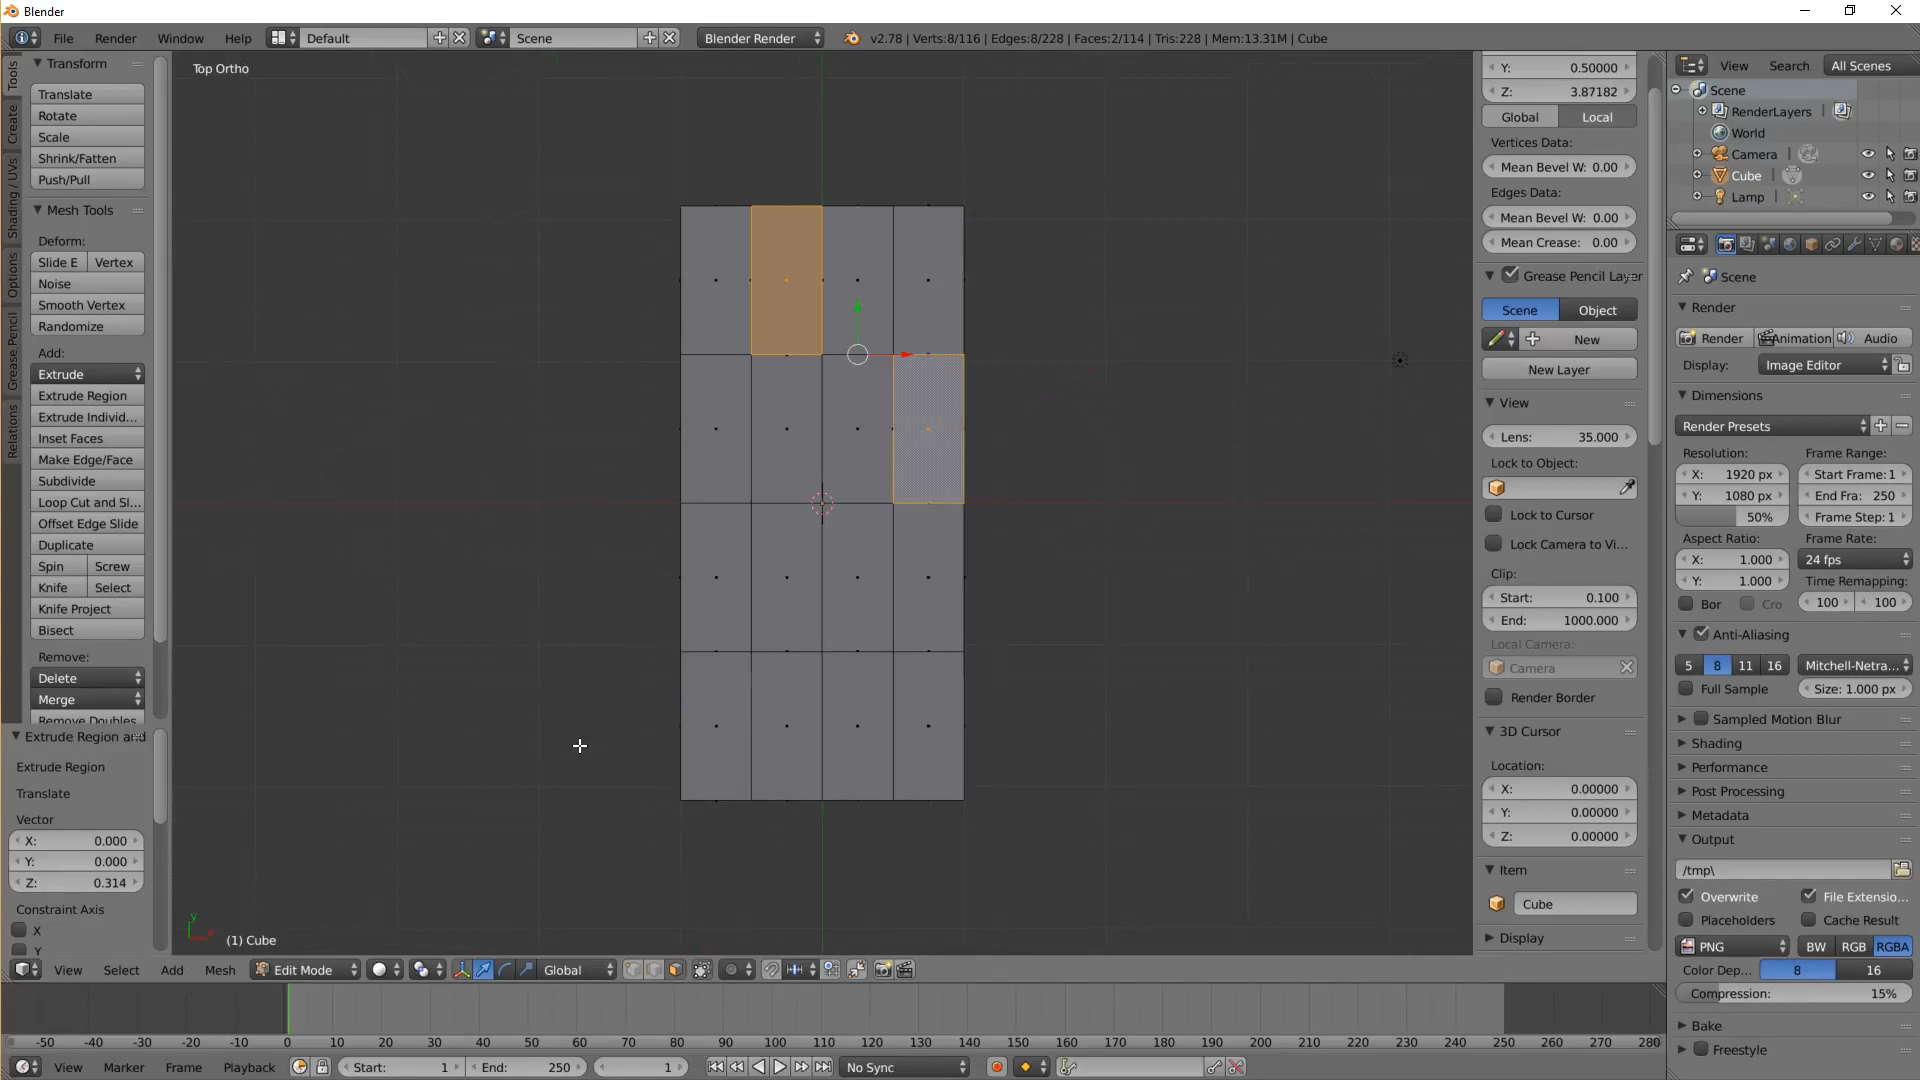 Blender
File Render Window Help Default Scene Blender Render v2.78 | Verts:8/116 | Edges:8/228 | Faces:2/114 | Tris:228 | Mem:13.31M | Cube
Tools
Create
Shading / UVs
Options
Grease Pencil
Relations
Transform
Translate
Rotate
Scale
Shrink/Fatten
Push/Pull
Mesh Tools
Deform:
Slide E Vertex
Noise
Smooth Vertex
Randomize
Add:
Extrude
Extrude Region
Extrude Individ...
Inset Faces
Make Edge/Face
Subdivide
Loop Cut and Sl...
Offset Edge Slide
Duplicate
Spin Screw
Knife Select
Knife Project
Bisect
Remove:
Delete
Merge
Remove Doubles
Extrude Region and
Extrude Region
Translate
Vector
X: 0.000
Y: 0.000
Z: 0.314
Constraint Axis
X
Y
Top Ortho
y
x
(1) Cube
Y: 0.50000
Z: 3.87182
Global Local
Vertices Data:
Mean Bevel W: 0.00
Edges Data:
Mean Bevel W: 0.00
Mean Crease: 0.00
Grease Pencil Layer
Scene Object
New
New Layer
View
Lens: 35.000
Lock to Object:
Lock to Cursor
Lock Camera to Vi...
Clip:
Start: 0.100
End: 1000.000
Local Camera:
Camera
Render Border
3D Cursor
Location:
X: 0.00000
Y: 0.00000
Z: 0.00000
Item
Cube
Display
View Search All Scenes
Scene
RenderLayers
World
Camera
Cube
Lamp
Scene
Render
Render Animation Audio
Display: Image Editor
Dimensions
Render Presets
Resolution: Frame Range:
X: 1920 px Start Frame: 1
Y: 1080 px End Fra: 250
50% Frame Step: 1
Aspect Ratio: Frame Rate:
X: 1.000 24 fps
Y: 1.000 Time Remapping:
Bor Cro 100 100
Anti-Aliasing
5 8 11 16 Mitchell-Netra...
Full Sample Size: 1.000 px
Sampled Motion Blur
Shading
Performance
Post Processing
Metadata
Output
/tmp\
Overwrite File Extensio...
Placeholders Cache Result
PNG BW RGB RGBA
Color Dep... 8 16
Compression: 15%
Bake
Freestyle
View Select Add Mesh Edit Mode Global
-50 -40 -30 -20 -10 0 10 20 30 40 50 60 70 80 90 100 110 120 130 140 150 160 170 180 190 200 210 220 230 240 250 260 270 280
View Marker Frame Playback Start: 1 End: 250 1 No Sync